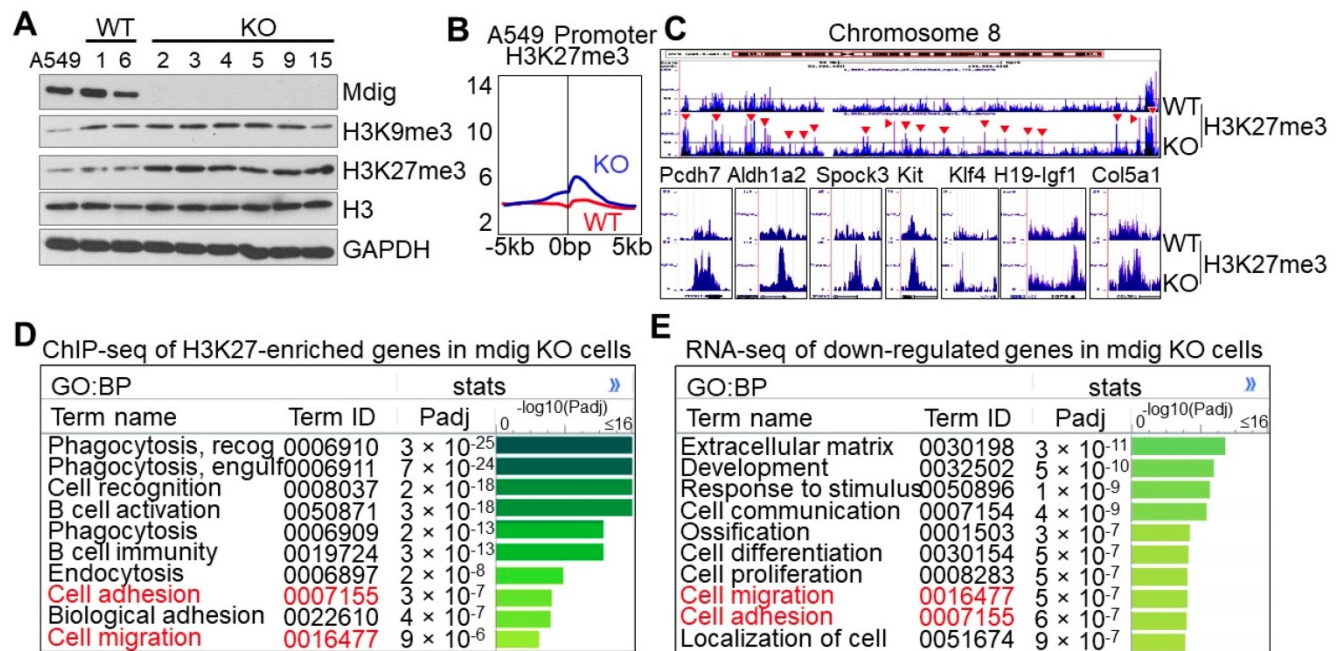 A
WT KO
A549 1 6 2 3 4 5 9 15
Mdig
H3K9me3
H3K27me3
H3
GAPDH
B
A549 Promoter
H3K27me3
14
10
6
2
KO
WT
-5kb 0bp 5kb
C
Chromosome 8
WT
KO
H3K27me3
Pcdh7 Aldh1a2 Spock3 Kit Klf4 H19-Igf1 Col5a1
WT
KO
H3K27me3
D
ChIP-seq of H3K27-enriched genes in mdig KO cells
GO:BP stats »
Term name Term ID Padj -log10(Padj)
0 ≤16
Phagocytosis, recog 0006910 3 × 10-25
Phagocytosis, engulf 0006911 7 × 10-24
Cell recognition 0008037 2 × 10-18
B cell activation 0050871 3 × 10-18
Phagocytosis 0006909 2 × 10-13
B cell immunity 0019724 3 × 10-13
Endocytosis 0006897 2 × 10-8
Cell adhesion 0007155 3 × 10-7
Biological adhesion 0022610 4 × 10-7
Cell migration 0016477 9 × 10-6
E
RNA-seq of down-regulated genes in mdig KO cells
GO:BP stats »
Term name Term ID Padj -log10(Padj)
0 ≤16
Extracellular matrix 0030198 3 × 10-11
Development 0032502 5 × 10-10
Response to stimulus 0050896 1 × 10-9
Cell communication 0007154 4 × 10-9
Ossification 0001503 3 × 10-7
Cell differentiation 0030154 5 × 10-7
Cell proliferation 0008283 5 × 10-7
Cell migration 0016477 5 × 10-7
Cell adhesion 0007155 6 × 10-7
Localization of cell 0051674 9 × 10-7